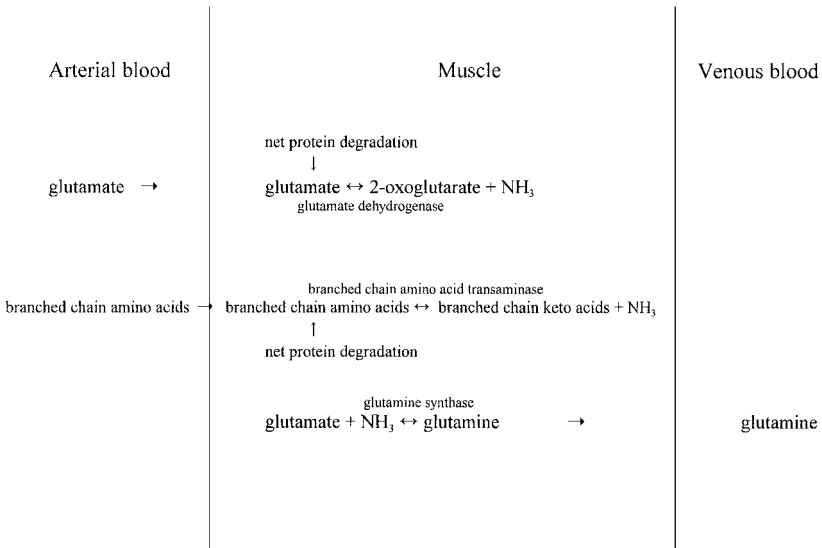 Arterial blood Muscle Venous blood
net protein degradation
↓
glutamate → glutamate ↔ 2-oxoglutarate + NH₃
glutamate dehydrogenase
branched chain amino acid transaminase
branched chain amino acids → branched chain amino acids ↔ branched chain keto acids + NH₃
↑
net protein degradation
glutamine synthase
glutamate + NH₃ ↔ glutamine → glutamine